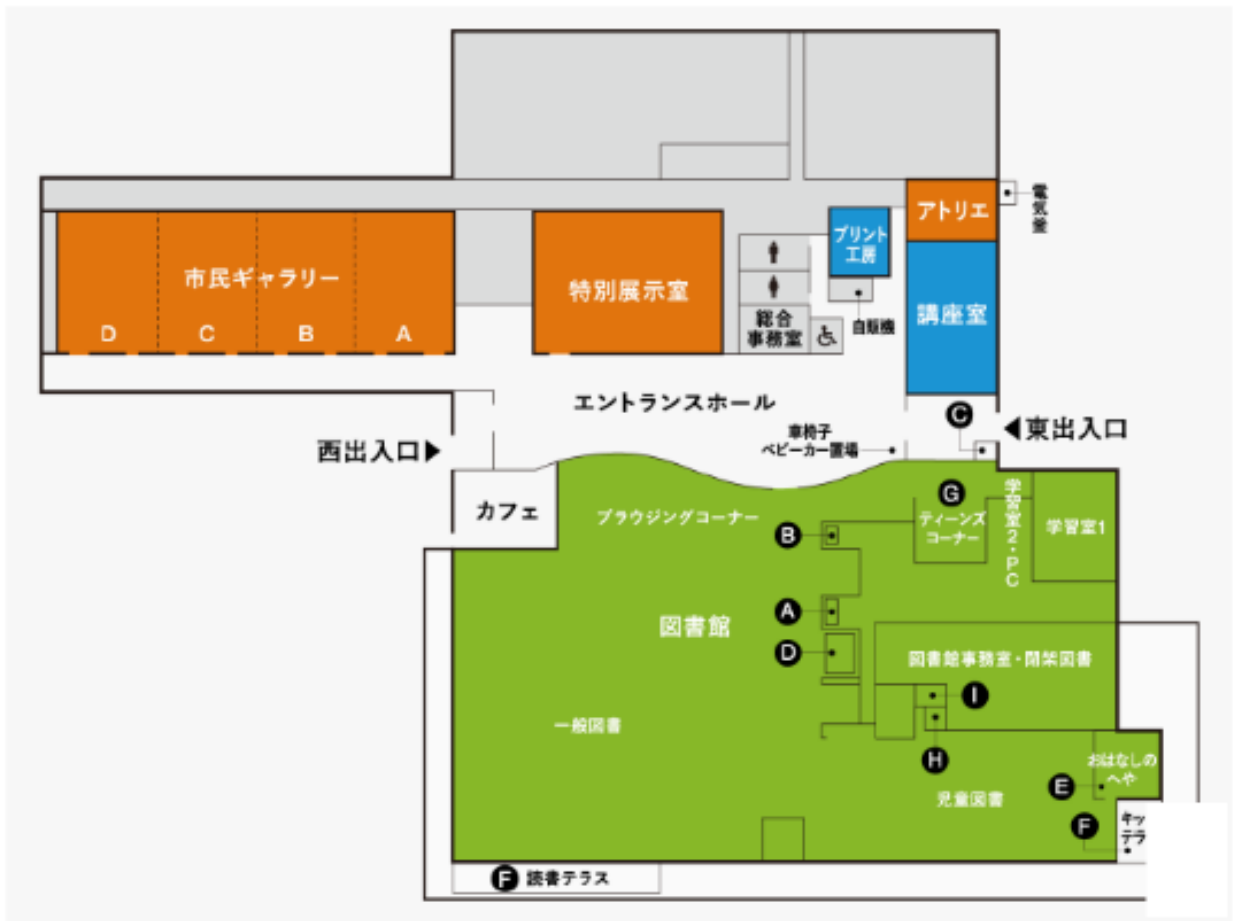 アトリエ
電気釜
プリント
工房
市民ギャラリー
特別展示室
D
C
B
A
総合
事務室
自販機
講座室
エントランスホール
C
西出入口
車椅子
ベビーカー置場
東出入口
カフェ
ブラウジングコーナー
B
G
ティーンズ
コーナー
学習室2・PC
学習室1
図書館
A
D
図書館事務室・閉架図書
I
一般図書
H
おはなしの
へや
E
児童図書
F
キッ
テラ
F 読書テラス